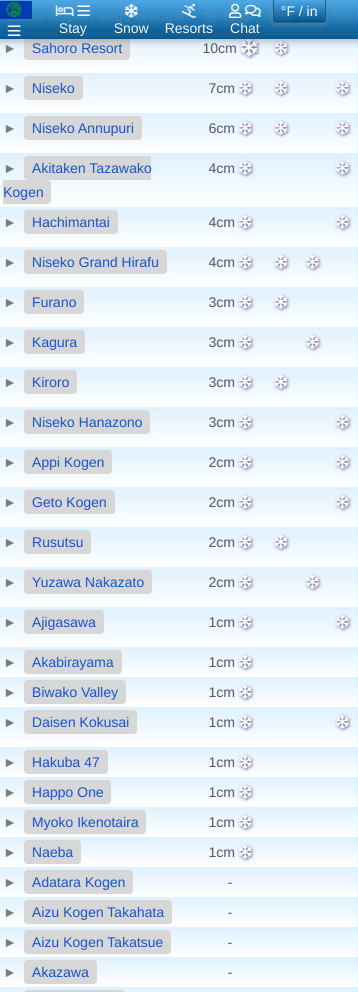 °F / in
Stay Snow Resorts Chat
Sahoro Resort 10cm
Niseko 7cm
Niseko Annupuri 6cm
Akitaken Tazawako 4cm
Kogen
Hachimantai 4cm
Niseko Grand Hirafu 4cm
Furano 3cm
Kagura 3cm
Kiroro 3cm
Niseko Hanazono 3cm
Appi Kogen 2cm
Geto Kogen 2cm
Rusutsu 2cm
Yuzawa Nakazato 2cm
Ajigasawa 1cm
Akabirayama 1cm
Biwako Valley 1cm
Daisen Kokusai 1cm
Hakuba 47 1cm
Happo One 1cm
Myoko Ikenotaira 1cm
Naeba 1cm
Adatara Kogen -
Aizu Kogen Takahata -
Aizu Kogen Takatsue -
Akazawa -